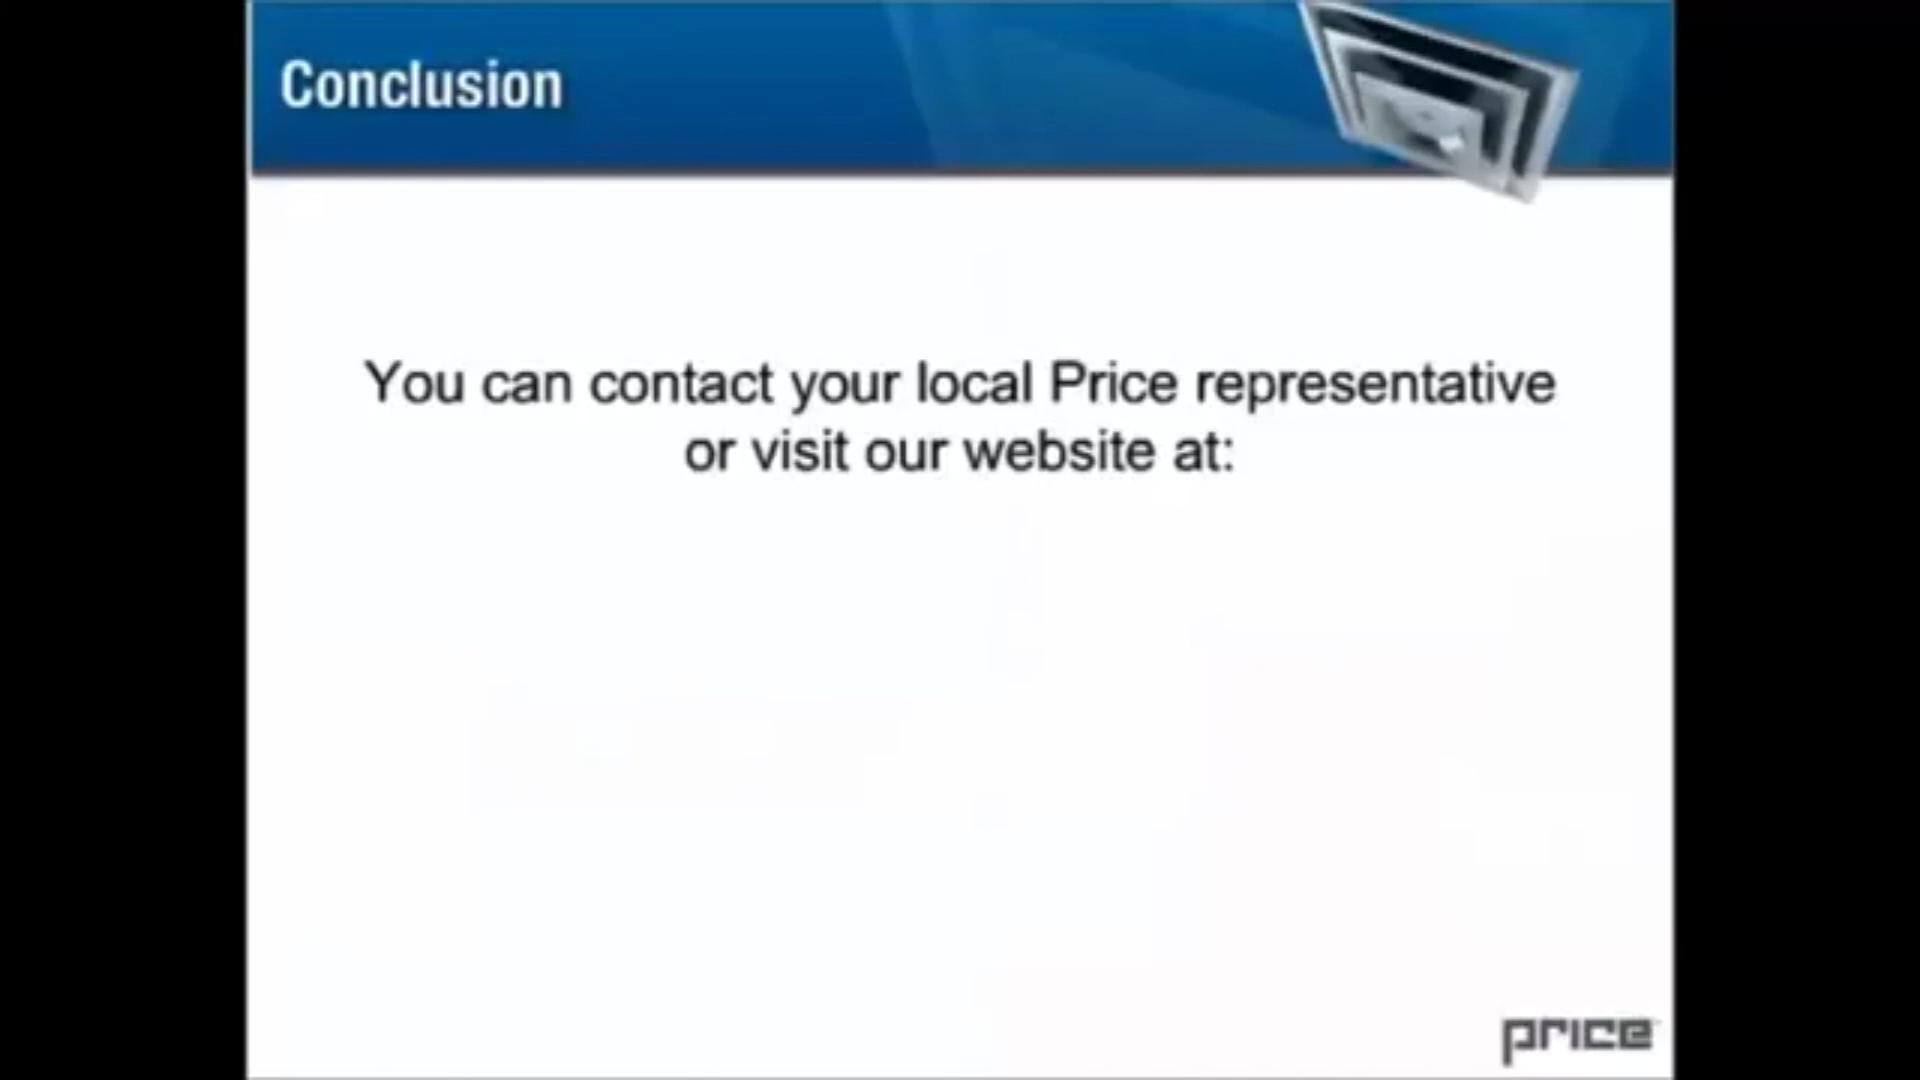 Conclusion
You can contact your local Price representative
or visit our website at:
price